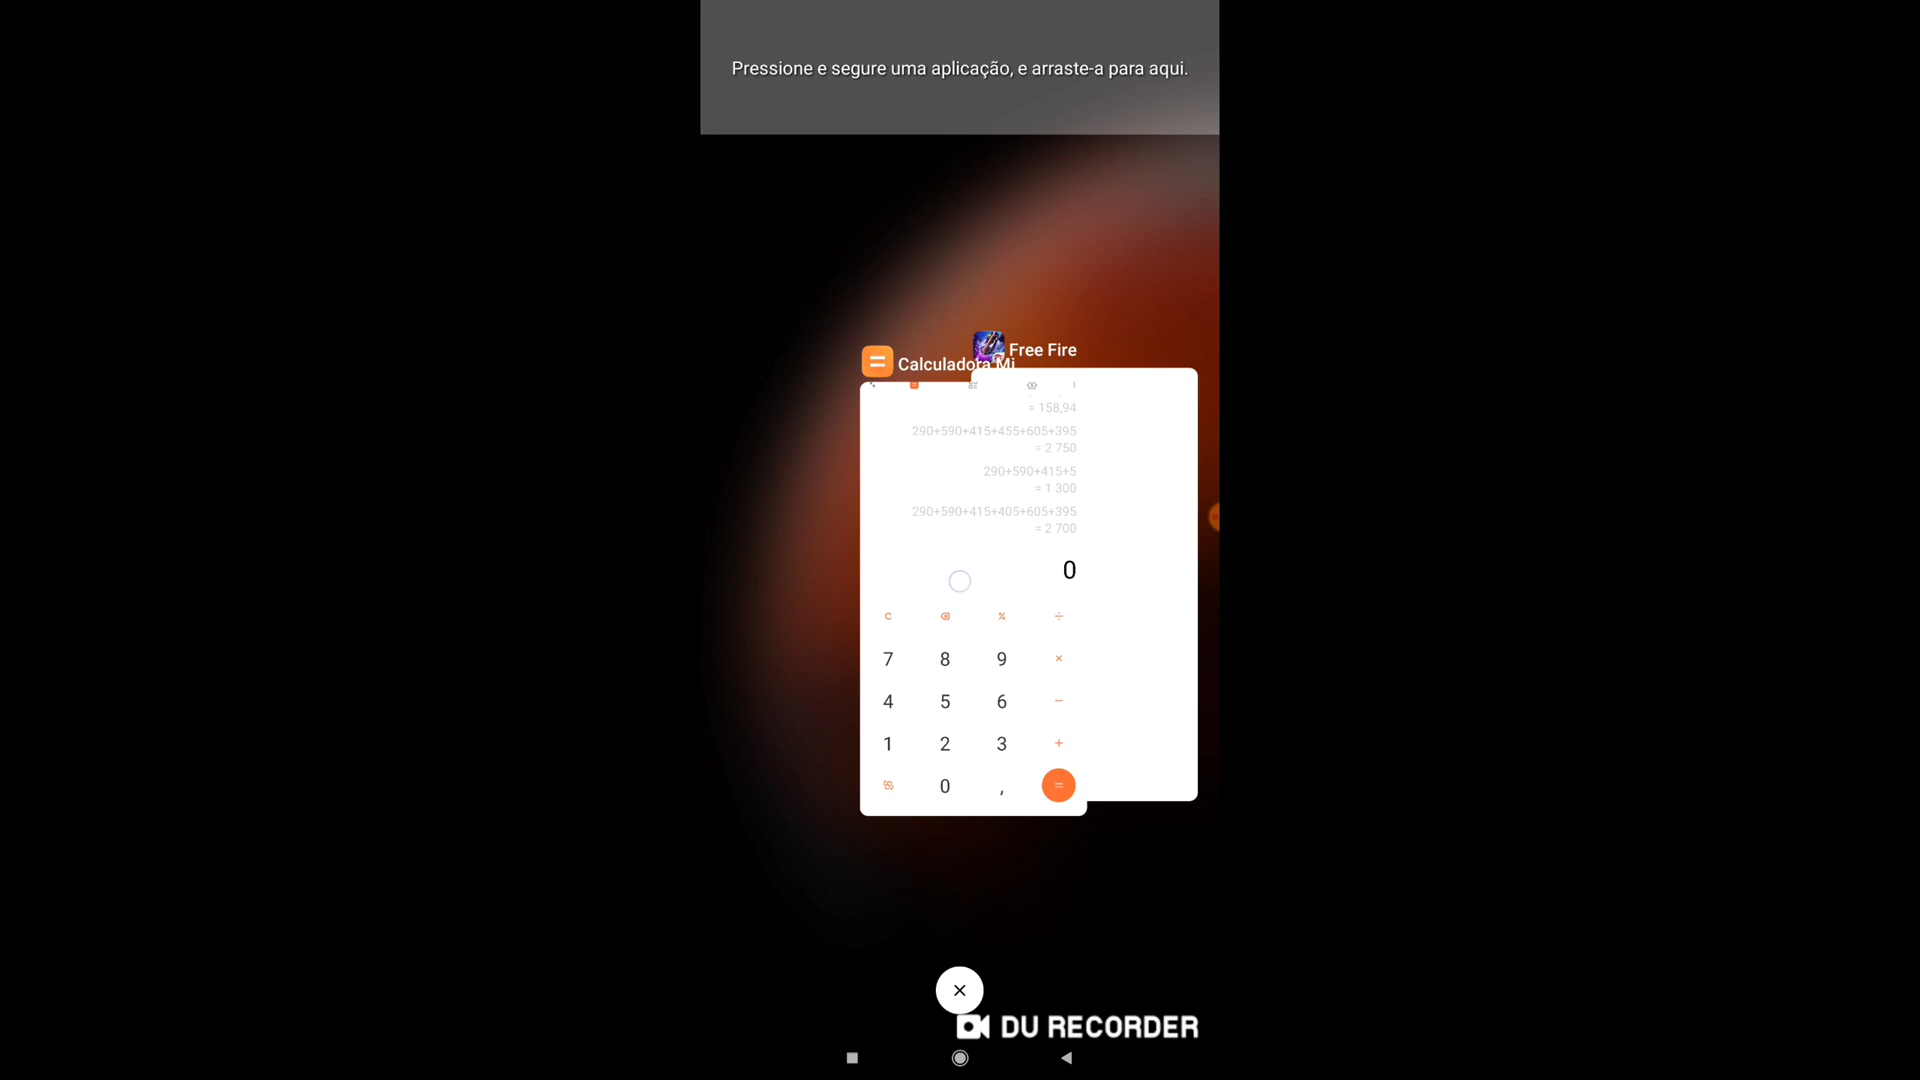 Pressione e segure uma aplicação, e arraste-a para aqui.
Free Fire
Calculadora Mi
= 158,94
290+590+415+455+605+395
= 2 750
290+590+415+5
= 1 300
290+590+415+405+605+395
= 2 700
0
C % ÷
7 8 9 ×
4 5 6 −
1 2 3 +
0 , =
DU RECORDER